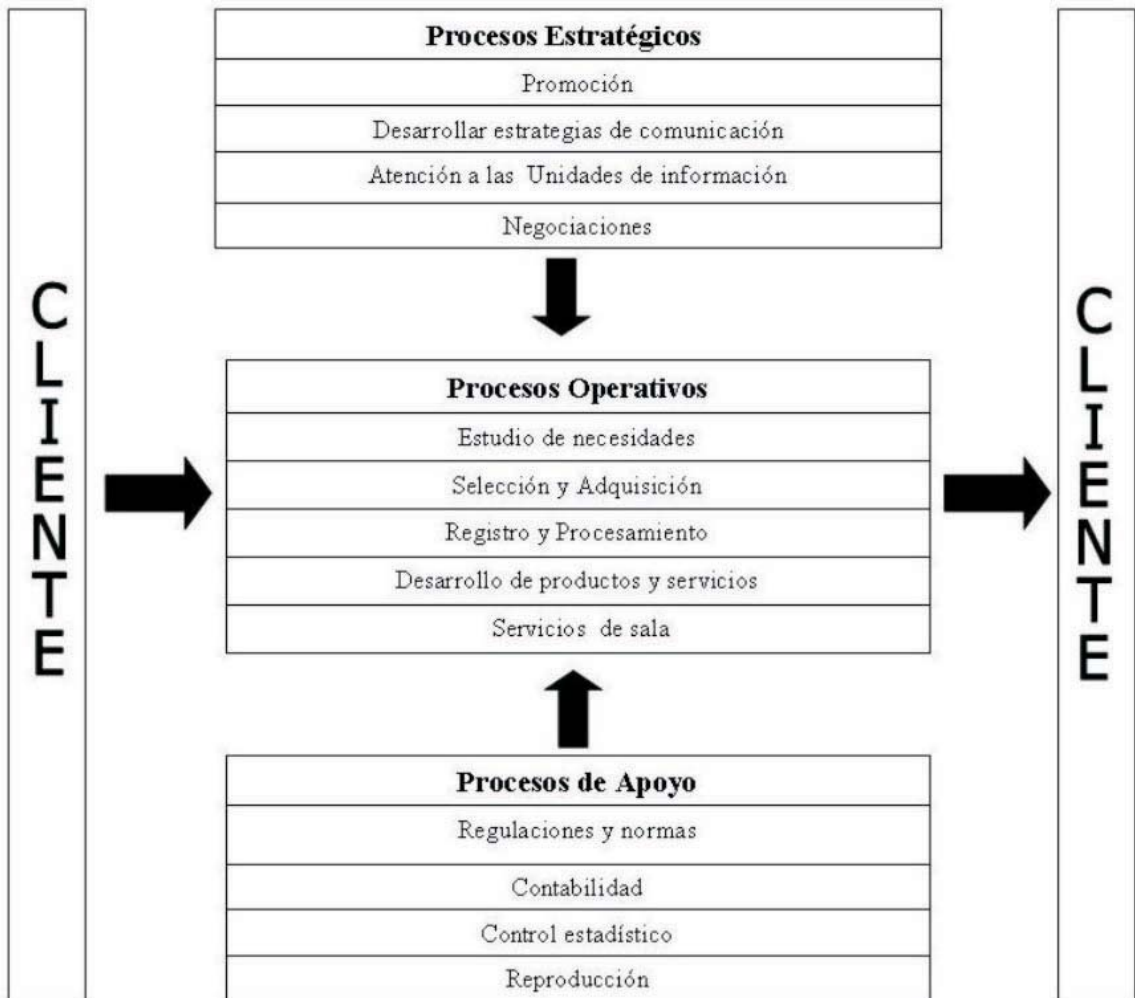 CLIENTE
Procesos Estratégicos
Promoción
Desarrollar estrategias de comunicación
Atención a las Unidades de información
Negociaciones
Procesos Operativos
Estudio de necesidades
Selección y Adquisición
Registro y Procesamiento
Desarrollo de productos y servicios
Servicios de sala
Procesos de Apoyo
Regulaciones y normas
Contabilidad
Control estadístico
Reproducción
CLIENTE